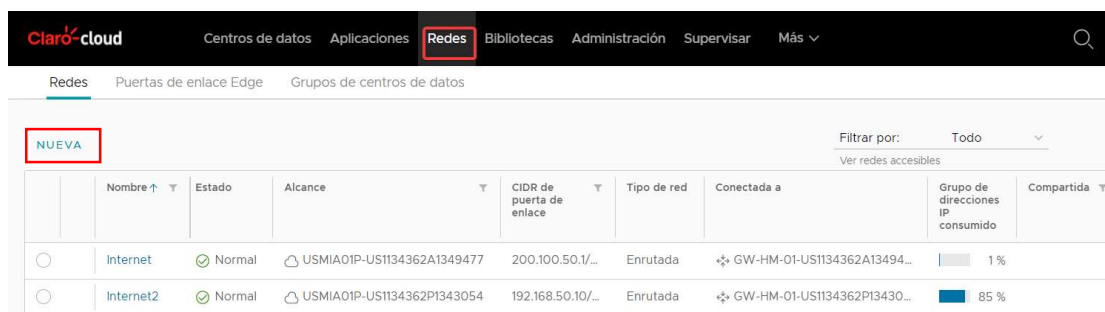 Claro-cloud Centros de datos Aplicaciones Redes Bibliotecas Administración Supervisar Más
Redes Puertas de enlace Edge Grupos de centros de datos
NUEVA
Filtrar por: Todo
Ver redes accesibles
Nombre Estado Alcance CIDR de puerta de enlace Tipo de red Conectada a Grupo de direcciones IP consumido Compartida
Internet Normal USMIA01P-US1134362A1349477 200.100.50.1/... Enrutada GW-HM-01-US1134362A13494... 1 %
Internet2 Normal USMIA01P-US1134362P1343054 192.168.50.10/... Enrutada GW-HM-01-US1134362P13430... 85 %